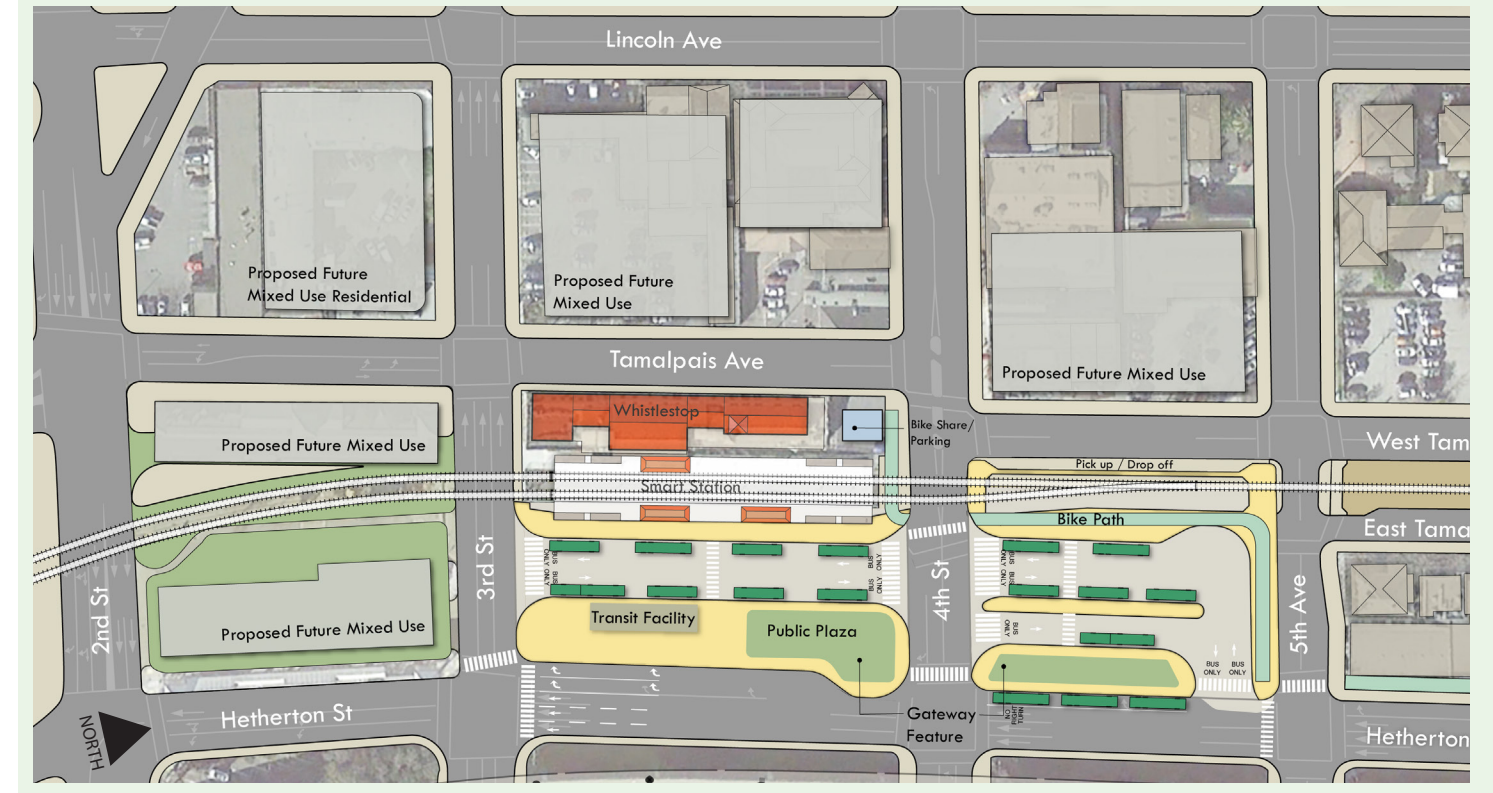 Lincoln Ave
Proposed Future
Mixed Use Residential
Proposed Future
Mixed Use
Proposed Future Mixed Use
Tamalpais Ave
Whistlestop
Bike Share/
Parking
Proposed Future Mixed Use
West Tam
Pick up / Drop off
Smart Station
Bike Path
East Tama
BUS
ONLY
BUS
ONLY
BUS
ONLY
BUS
ONLY
BUS
ONLY
BUS
ONLY
2nd St
3rd St
4th St
5th Ave
Transit Facility
Public Plaza
BUS
ONLY
Proposed Future Mixed Use
BUS
ONLY
BUS
ONLY
Hetherton St
Gateway
Feature
NO
RIGHT
TURN
Hetherton
NORTH